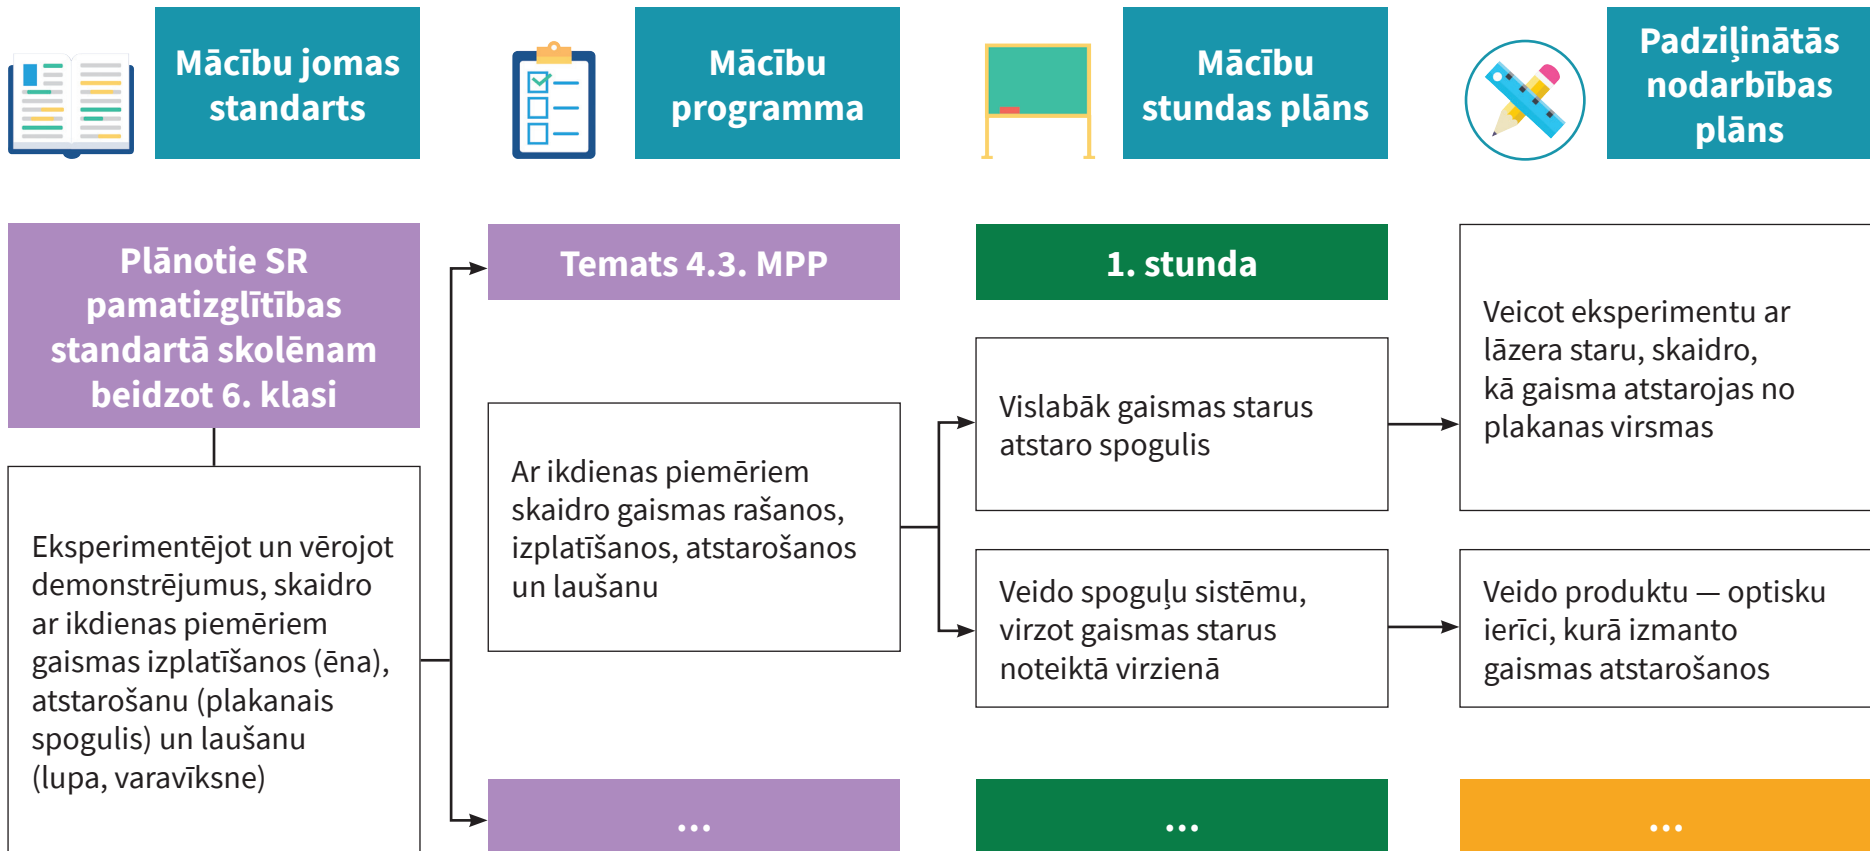 Mācību jomas
standarts
Mācību
programma
Mācību
stundas plāns
Padziļinātās
nodarbības
plāns
Plānotie SR
pamatizglītības
standartā skolēnam
beidzot 6. klasi
Eksperimentējot un vērojot
demonstrējumus, skaidro
ar ikdienas piemēriem
gaismas izplatīšanos (ēna),
atstarošanu (plakanais
spogulis) un laušanu
(lupa, varavīksne)
Temats 4.3. MPP
Ar ikdienas piemēriem
skaidro gaismas rašanos,
izplatīšanos, atstarošanos
un laušanu
...
1. stunda
Vislabāk gaismas starus
atstaro spogulis
Veido spoguļu sistēmu,
virzot gaismas starus
noteiktā virzienā
...
Veicot eksperimentu ar
lāzera staru, skaidro,
kā gaisma atstarojas no
plakanas virsmas
Veido produktu — optisku
ierīci, kurā izmanto
gaismas atstarošanos
...